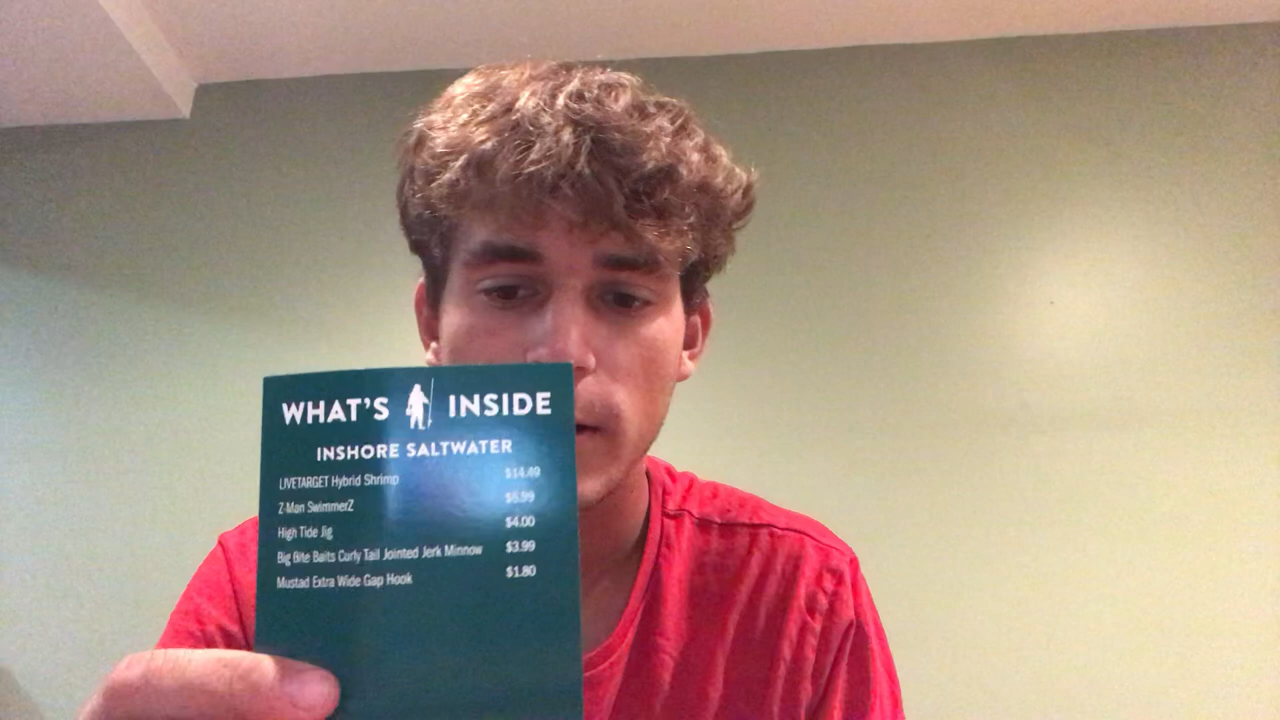 WHAT'S INSIDE
INSHORE SALTWATER
LIVETARGET Hybrid Shrimp $14.49
Z-Man SwimmerZ $6.99
High Tide Jig $4.00
Big Bite Baits Curly Tail Jointed Jerk Minnow $3.99
Mustad Extra Wide Gap Hook $1.80